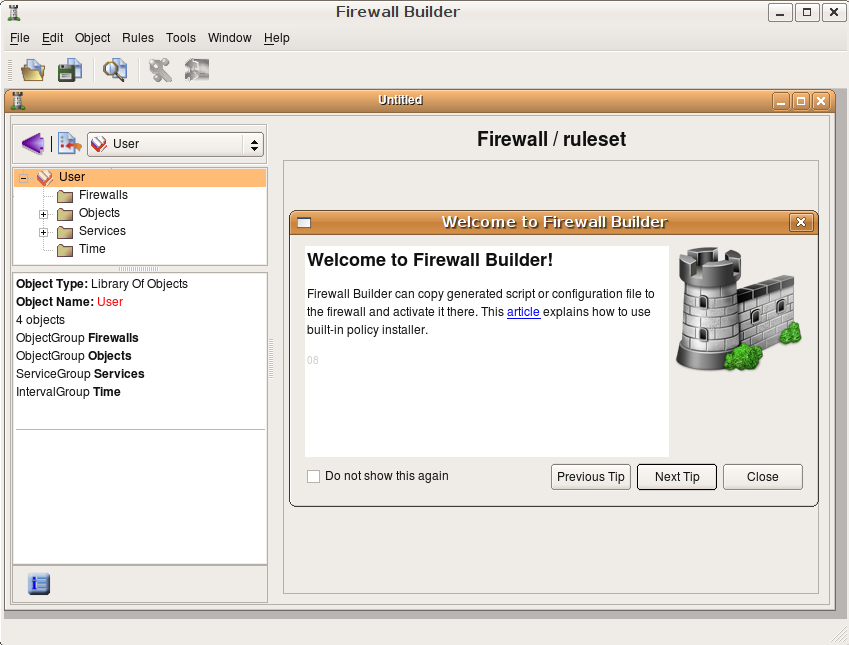 Firewall Builder
File Edit Object Rules Tools Window Help
Untitled
User
User
Firewalls
Objects
Services
Time
Object Type: Library Of Objects
Object Name: User
4 objects
ObjectGroup Firewalls
ObjectGroup Objects
ServiceGroup Services
IntervalGroup Time
Firewall / ruleset
Welcome to Firewall Builder
Welcome to Firewall Builder!
Firewall Builder can copy generated script or configuration file to
the firewall and activate it there. This article explains how to use
built-in policy installer.
08
Do not show this again
Previous Tip
Next Tip
Close